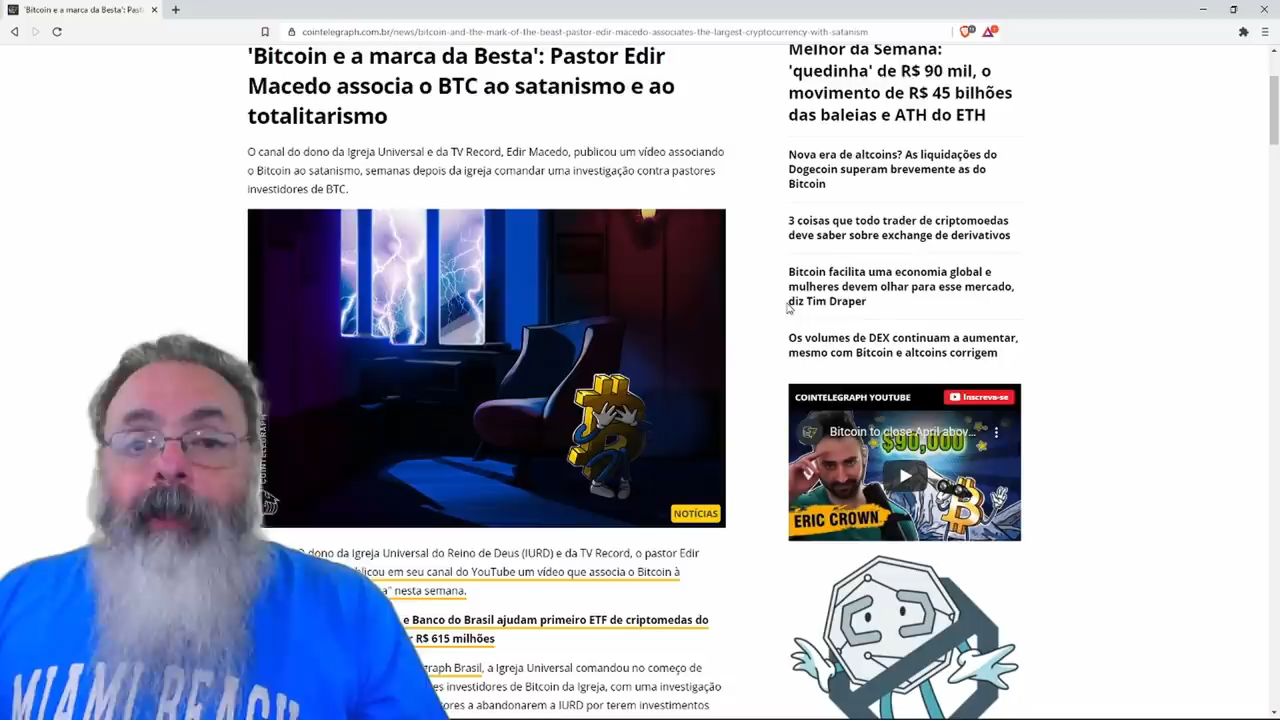 'Bitcoin e a marca da Besta': Past
cointelegraph.com.br/news/bitcoin-and-the-mark-of-the-beast-pastor-edir-macedo-associates-the-largest-cryptocurrency-with-satanism
'Bitcoin e a marca da Besta': Pastor Edir
Macedo associa o BTC ao satanismo e ao
totalitarismo
O canal do dono da Igreja Universal e da TV Record, Edir Macedo, publicou um vídeo associando
o Bitcoin ao satanismo, semanas depois da igreja comandar uma investigação contra pastores
investidores de BTC.
COINTELEGRAPH
NOTÍCIAS
O dono da Igreja Universal do Reino de Deus (IURD) e da TV Record, o pastor Edir
blicou em seu canal do YouTube um vídeo que associa o Bitcoin à
nesta semana.
e Banco do Brasil ajudam primeiro ETF de criptomedas do
R$ 615 milhões
graph Brasil, a Igreja Universal comandou no começo de
es investidores de Bitcoin da Igreja, com uma investigação
ores a abandonarem a IURD por terem investimentos
Melhor da Semana:
'quedinha' de R$ 90 mil, o
movimento de R$ 45 bilhões
das baleias e ATH do ETH
Nova era de altcoins? As liquidações do
Dogecoin superam brevemente as do
Bitcoin
3 coisas que todo trader de criptomoedas
deve saber sobre exchange de derivativos
Bitcoin facilita uma economia global e
mulheres devem olhar para esse mercado,
diz Tim Draper
Os volumes de DEX continuam a aumentar,
mesmo com Bitcoin e altcoins corrigem
COINTELEGRAPH YOUTUBE
Inscreva-se
Bitcoin to close April abov...
$90,000
ERIC CROWN